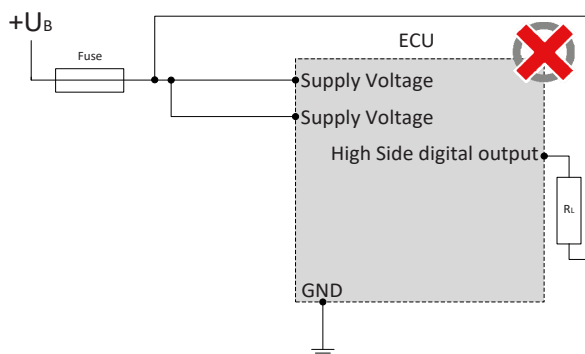 +UB
Fuse
ECU
Supply Voltage
Supply Voltage
High Side digital output
RL
GND